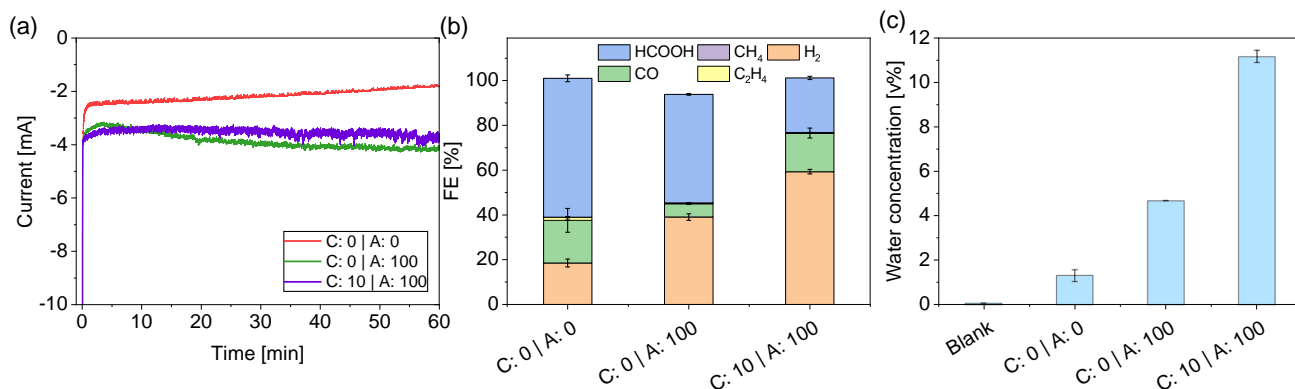 (a)
0
-2
-4
-6
-8
-10
Current [mA]
C: 0 | A: 0
C: 0 | A: 100
C: 10 | A: 100
0 10 20 30 40 50 60
Time [min]
(b)
HCOOH CH₄ H₂
CO C₂H₄
100
80
60
40
20
0
FE [%]
C: 0 | A: 0
C: 0 | A: 100
C: 10 | A: 100
(c)
12
10
8
6
4
2
0
Water concentration [v%]
Blank
C: 0 | A: 0
C: 0 | A: 100
C: 10 | A: 100